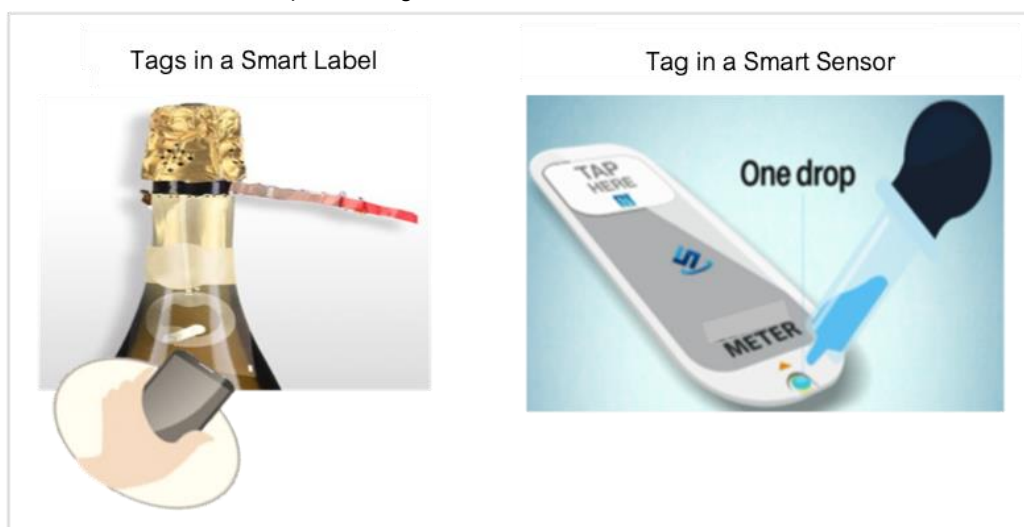 Tags in a Smart Label
Tag in a Smart Sensor
TAP
HERE
One drop
METER